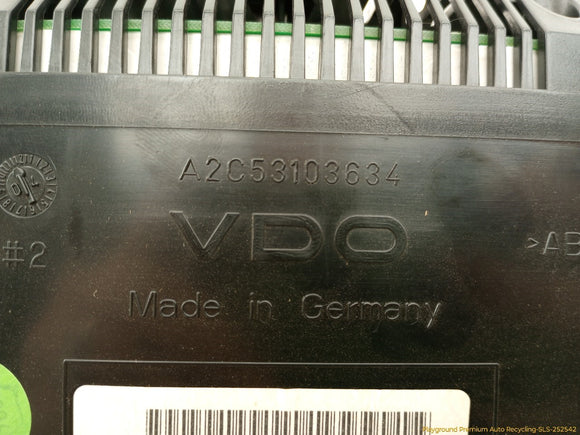 A2C53103634
VDO
#2
>AB
Made in Germany
Playground Premium Auto Recycling-SLS-252542